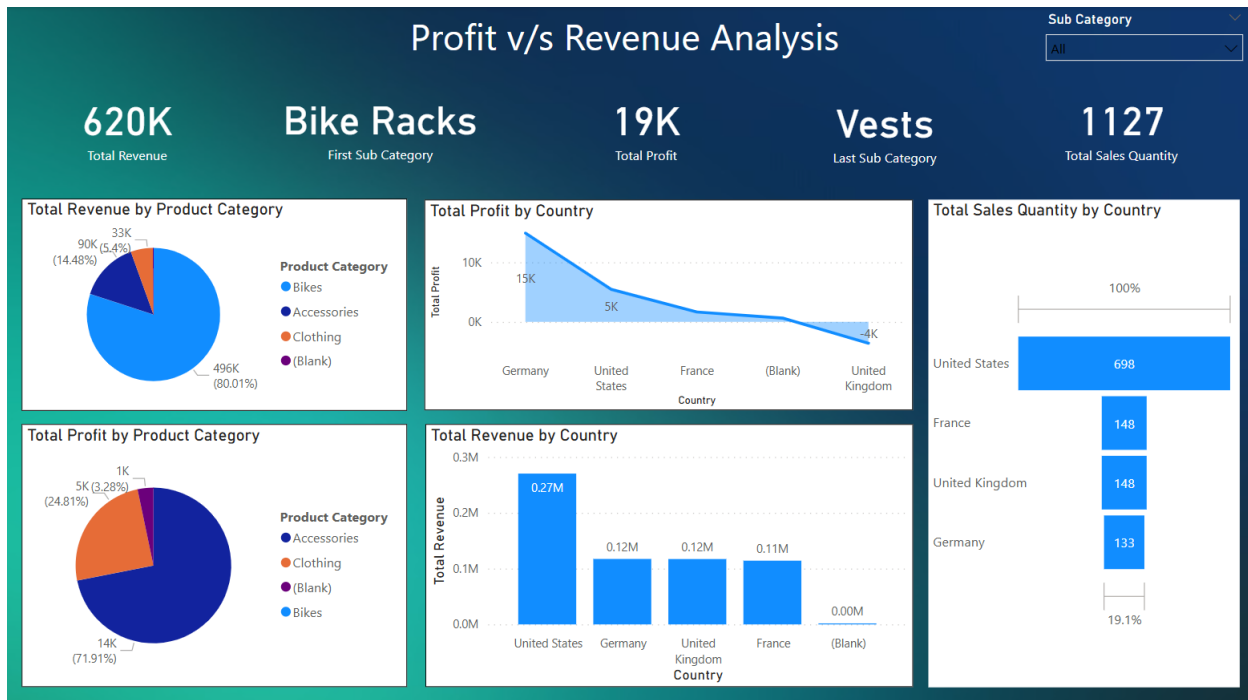 Profit v/s Revenue Analysis
Sub Category
All
620K
Total Revenue
Bike Racks
First Sub Category
19K
Total Profit
Vests
Last Sub Category
1127
Total Sales Quantity
Total Revenue by Product Category
33K
(5.4%)
90K
(14.48%)
496K
(80.01%)
Product Category
Bikes
Accessories
Clothing
(Blank)
Total Profit by Country
Total Profit
10K
0K
15K
5K
-4K
Germany
United
States
France
(Blank)
United
Kingdom
Country
Total Sales Quantity by Country
100%
United States
698
France
148
United Kingdom
148
Germany
133
19.1%
Total Profit by Product Category
1K
(3.28%)
5K
(24.81%)
14K
(71.91%)
Product Category
Accessories
Clothing
(Blank)
Bikes
Total Revenue by Country
Total Revenue
0.3M
0.2M
0.1M
0.0M
0.27M
0.12M
0.12M
0.11M
0.00M
United States
Germany
United
Kingdom
France
(Blank)
Country